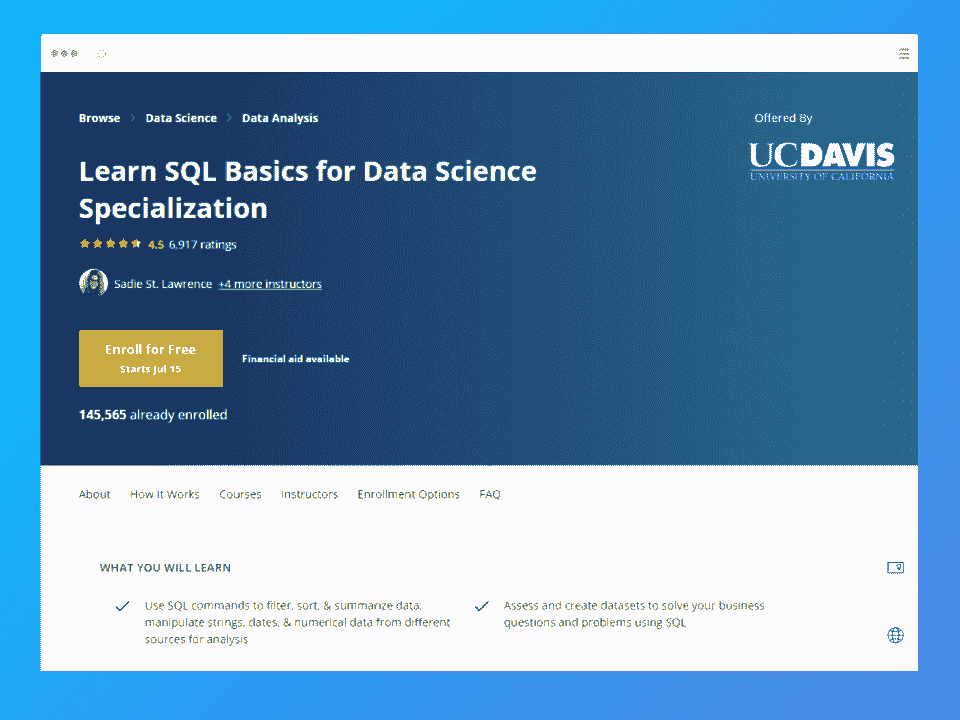 Browse > Data Science > Data Analysis
Offered By
UCDAVIS
UNIVERSITY OF CALIFORNIA
Learn SQL Basics for Data Science
Specialization
4.5 6,917 ratings
Sadie St. Lawrence +4 more instructors
Enroll for Free
Starts Jul 15
Financial aid available
145,565 already enrolled
About How It Works Courses Instructors Enrollment Options FAQ
WHAT YOU WILL LEARN
Use SQL commands to filter, sort, & summarize data;
manipulate strings, dates, & numerical data from different
sources for analysis
Assess and create datasets to solve your business
questions and problems using SQL